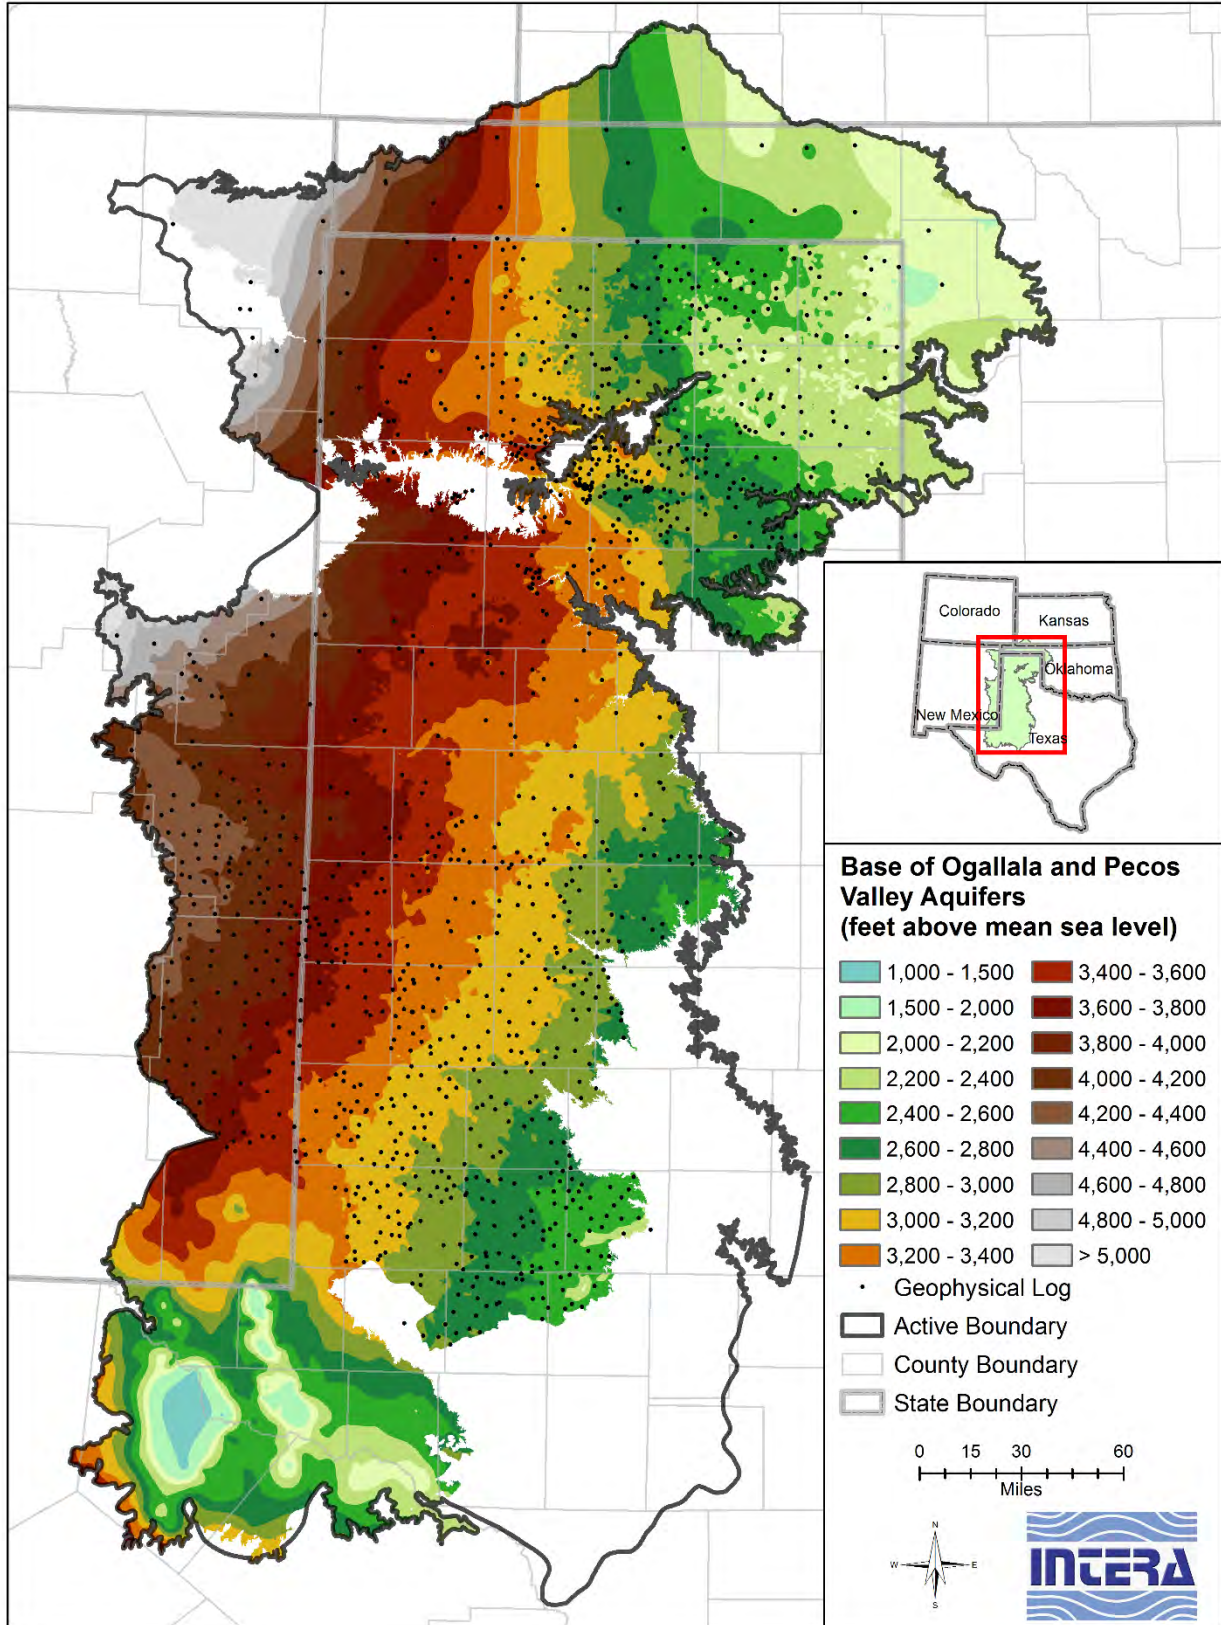 Colorado
Kansas
Oklahoma
New Mexico
Texas
Base of Ogallala and Pecos
Valley Aquifers
(feet above mean sea level)
1,000 - 1,500
1,500 - 2,000
2,000 - 2,200
2,200 - 2,400
2,400 - 2,600
2,600 - 2,800
2,800 - 3,000
3,000 - 3,200
3,200 - 3,400
3,400 - 3,600
3,600 - 3,800
3,800 - 4,000
4,000 - 4,200
4,200 - 4,400
4,400 - 4,600
4,600 - 4,800
4,800 - 5,000
> 5,000
Geophysical Log
Active Boundary
County Boundary
State Boundary
0 15 30 60
Miles
N
W E
S
INTERA